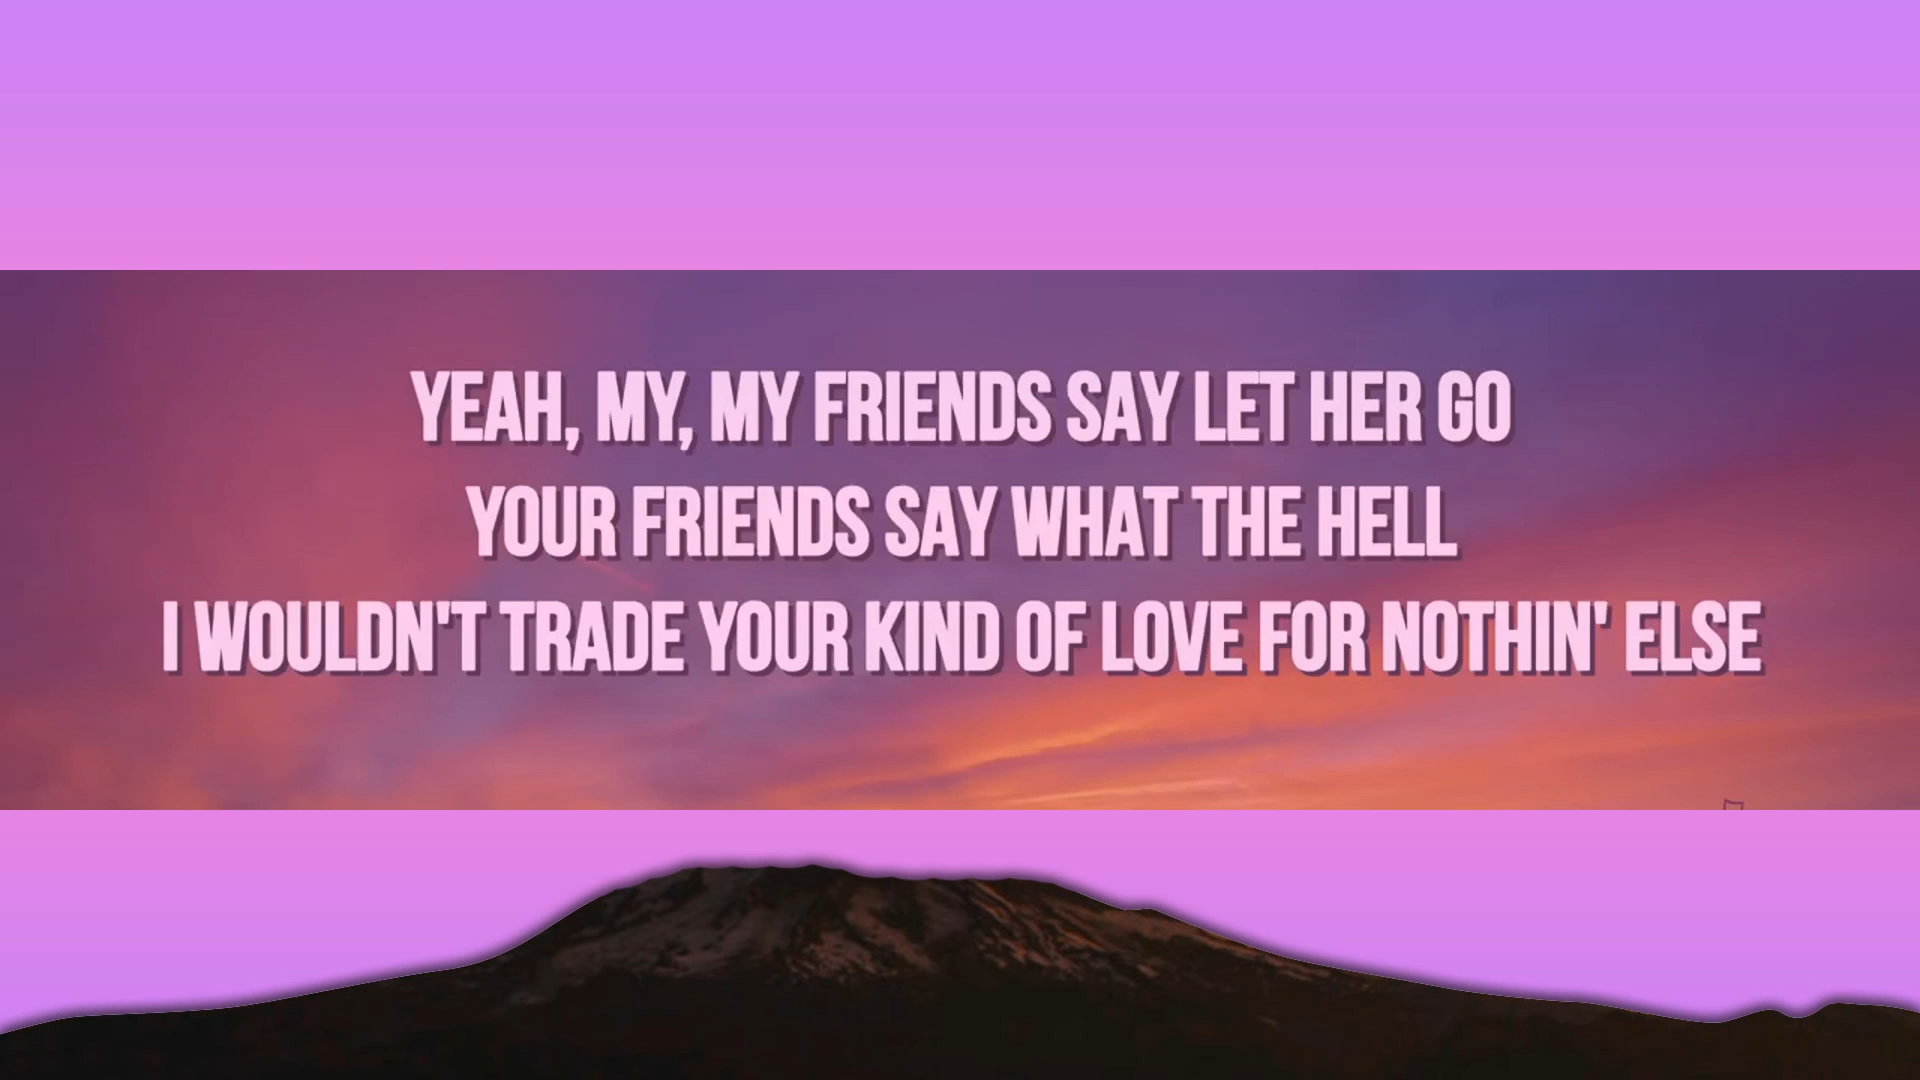 YEAH, MY, MY FRIENDS SAY LET HER GO
YOUR FRIENDS SAY WHAT THE HELL
I WOULDN'T TRADE YOUR KIND OF LOVE FOR NOTHIN' ELSE